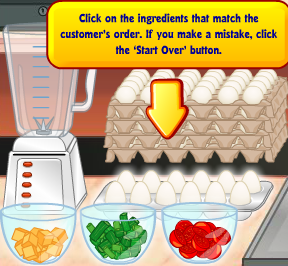 Click on the ingredients that match the
customer's order. If you make a mistake, click
the 'Start Over' button.